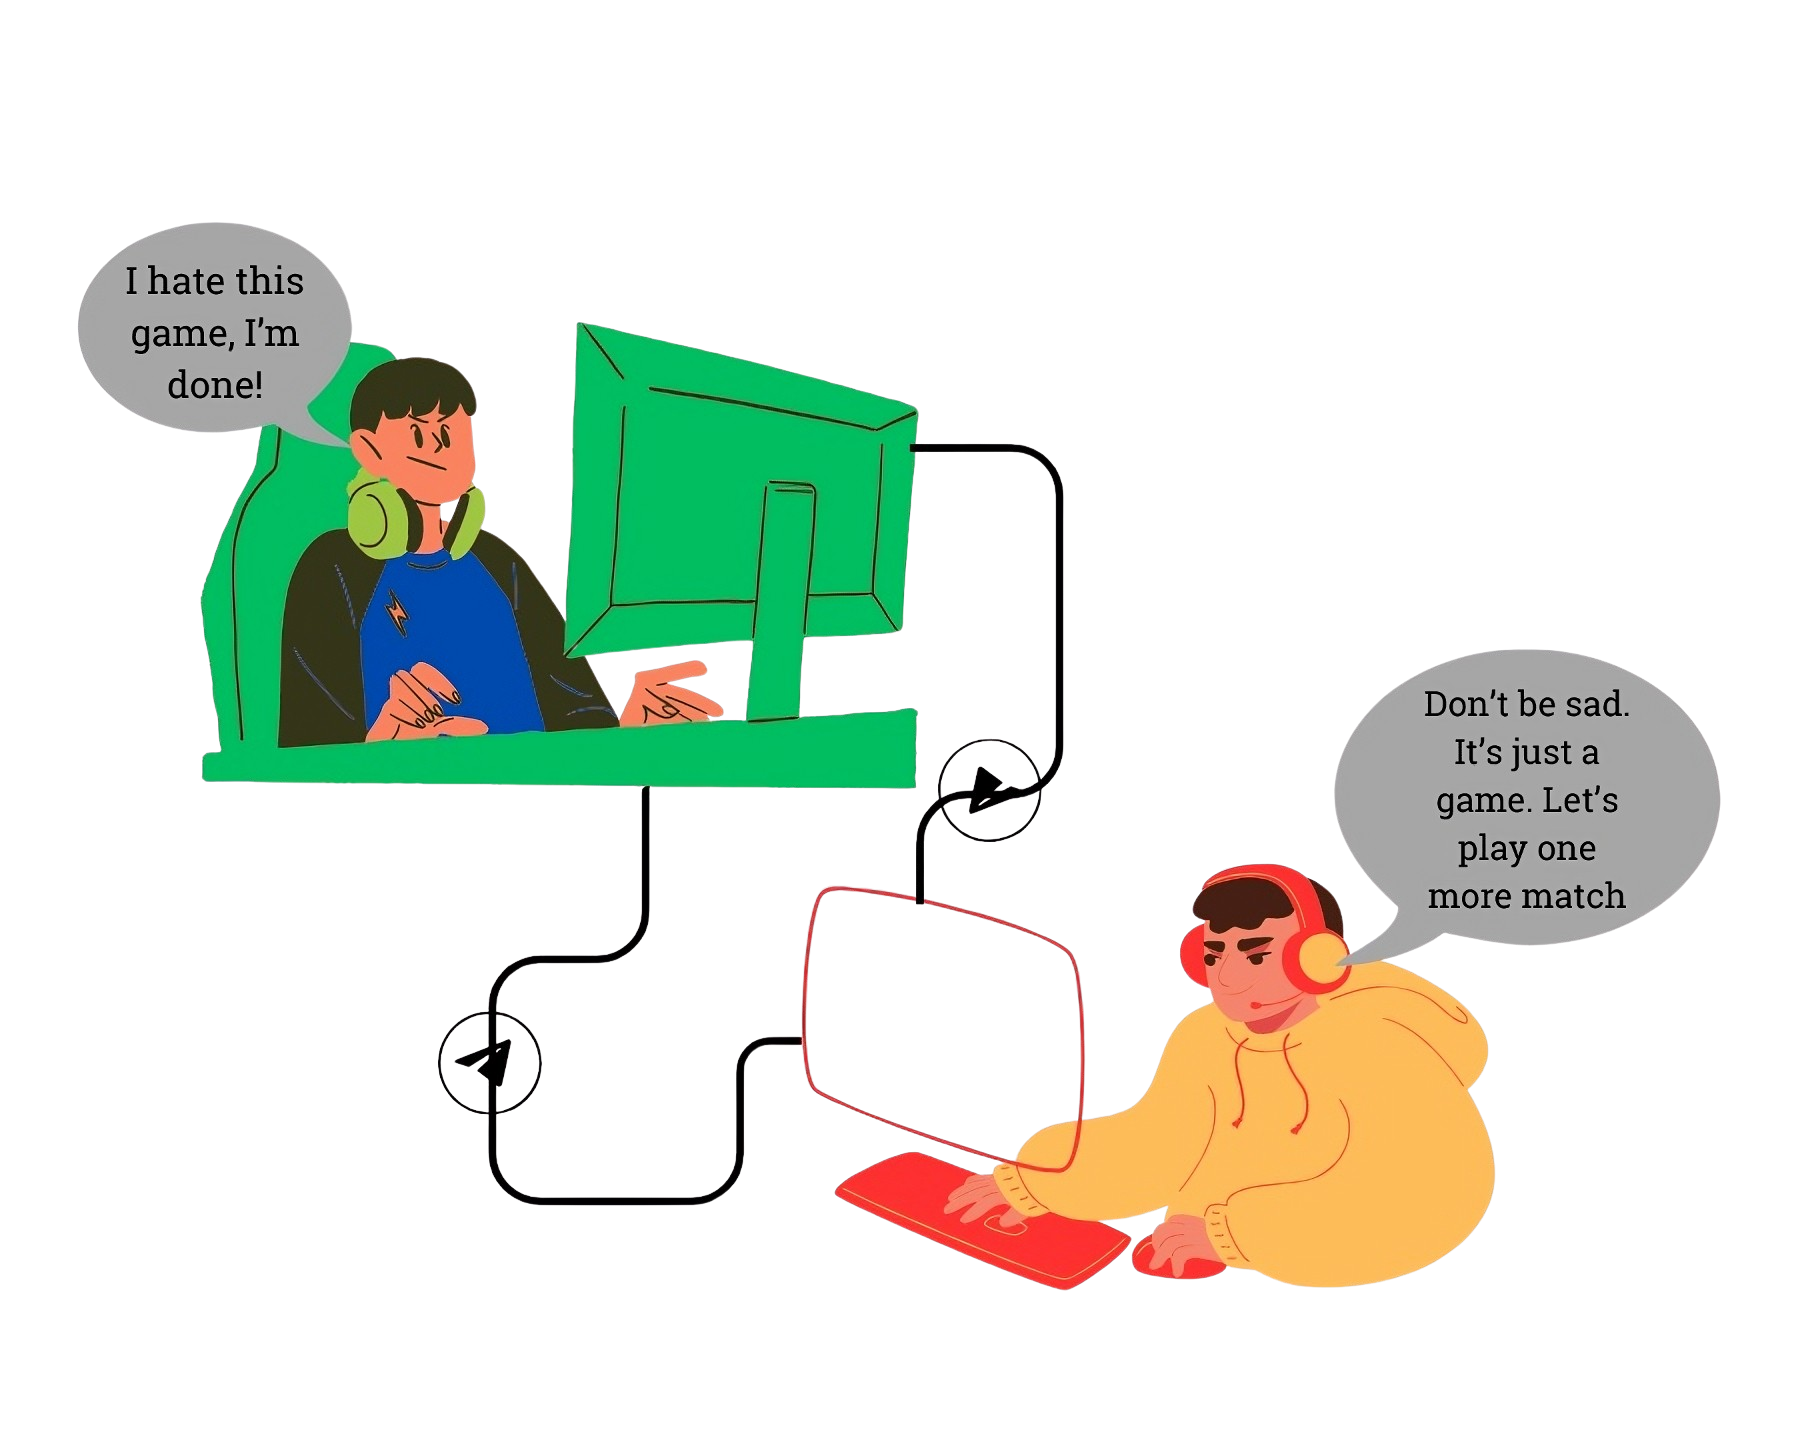 I hate this
game, I’m
done!
Don’t be sad.
It’s just a
game. Let’s
play one
more match